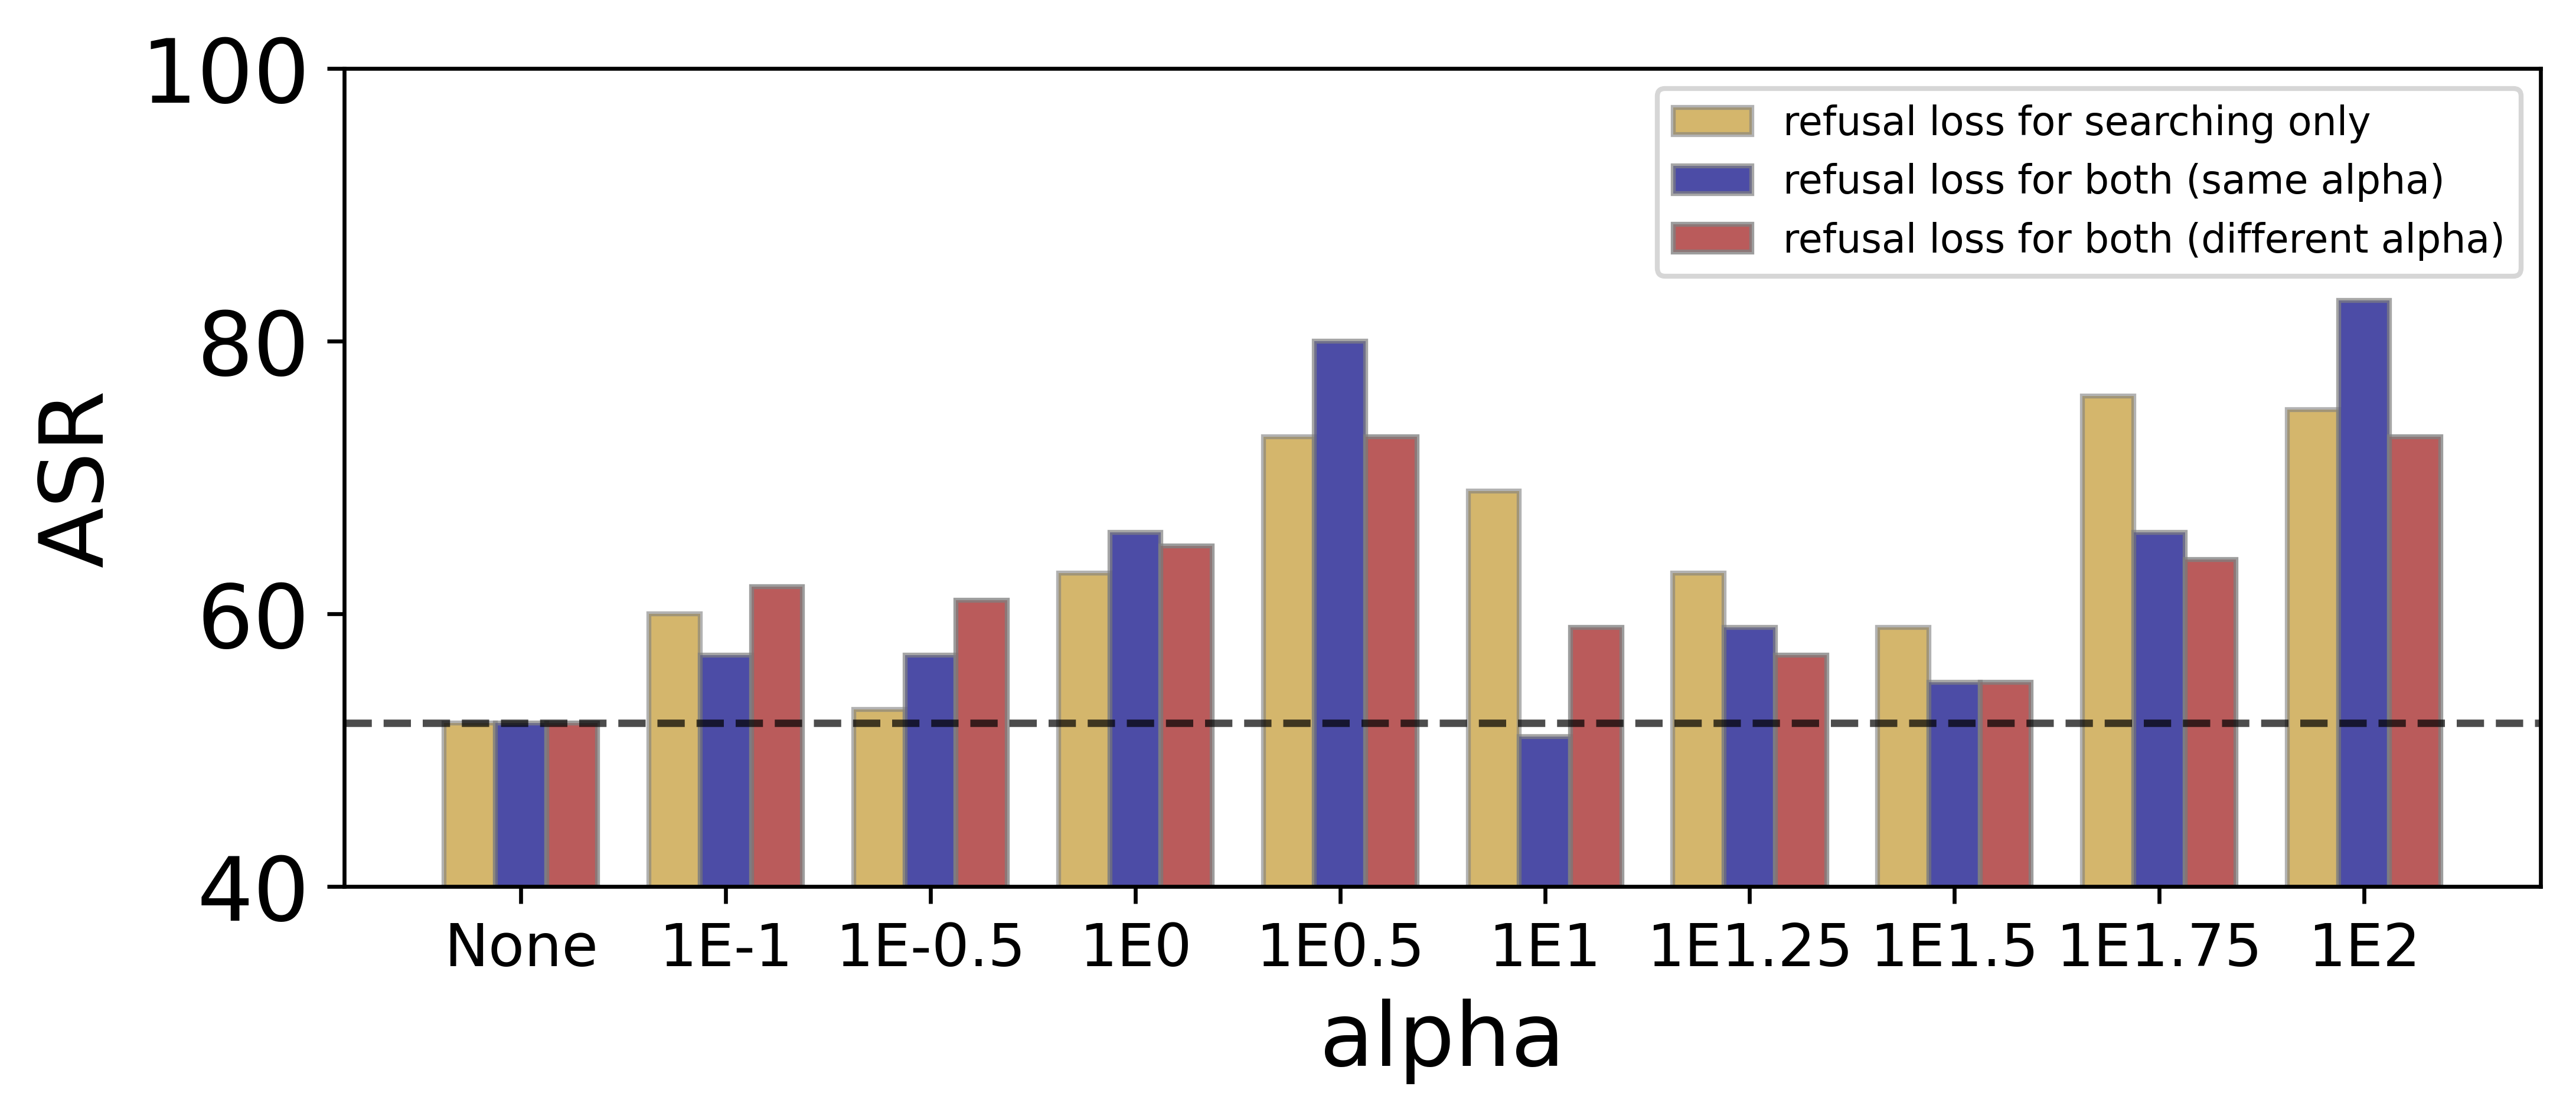 100
80
60
40
ASR
refusal loss for searching only
refusal loss for both (same alpha)
refusal loss for both (different alpha)
None 1E-1 1E-0.5 1E0 1E0.5 1E1 1E1.25 1E1.5 1E1.75 1E2
alpha